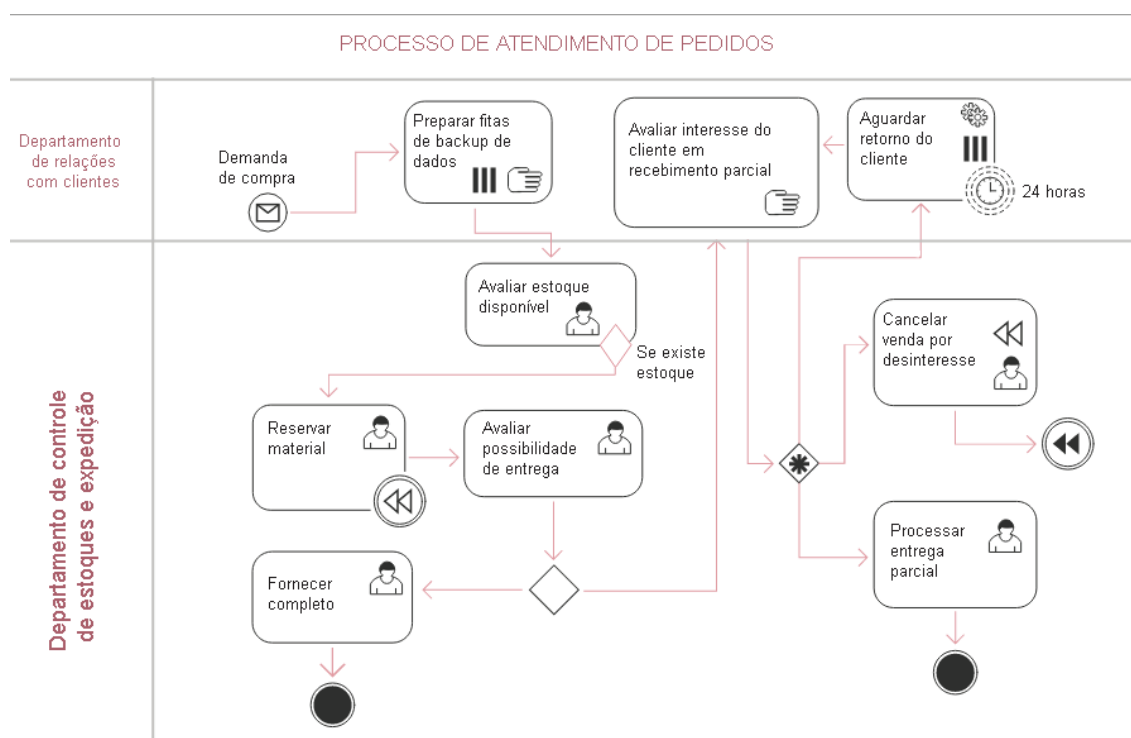 PROCESSO DE ATENDIMENTO DE PEDIDOS
Departamento
de relações
com clientes
Demanda
de compra
Preparar fitas
de backup de
dados
Avaliar interesse do
cliente em
recebimento parcial
Aguardar
retorno do
cliente
24 horas
Departamento de controle
de estoques e expedição
Avaliar estoque
disponível
Se existe
estoque
Cancelar
venda por
desinteresse
Reservar
material
Avaliar
possibilidade
de entrega
Processar
entrega
parcial
Fornecer
completo